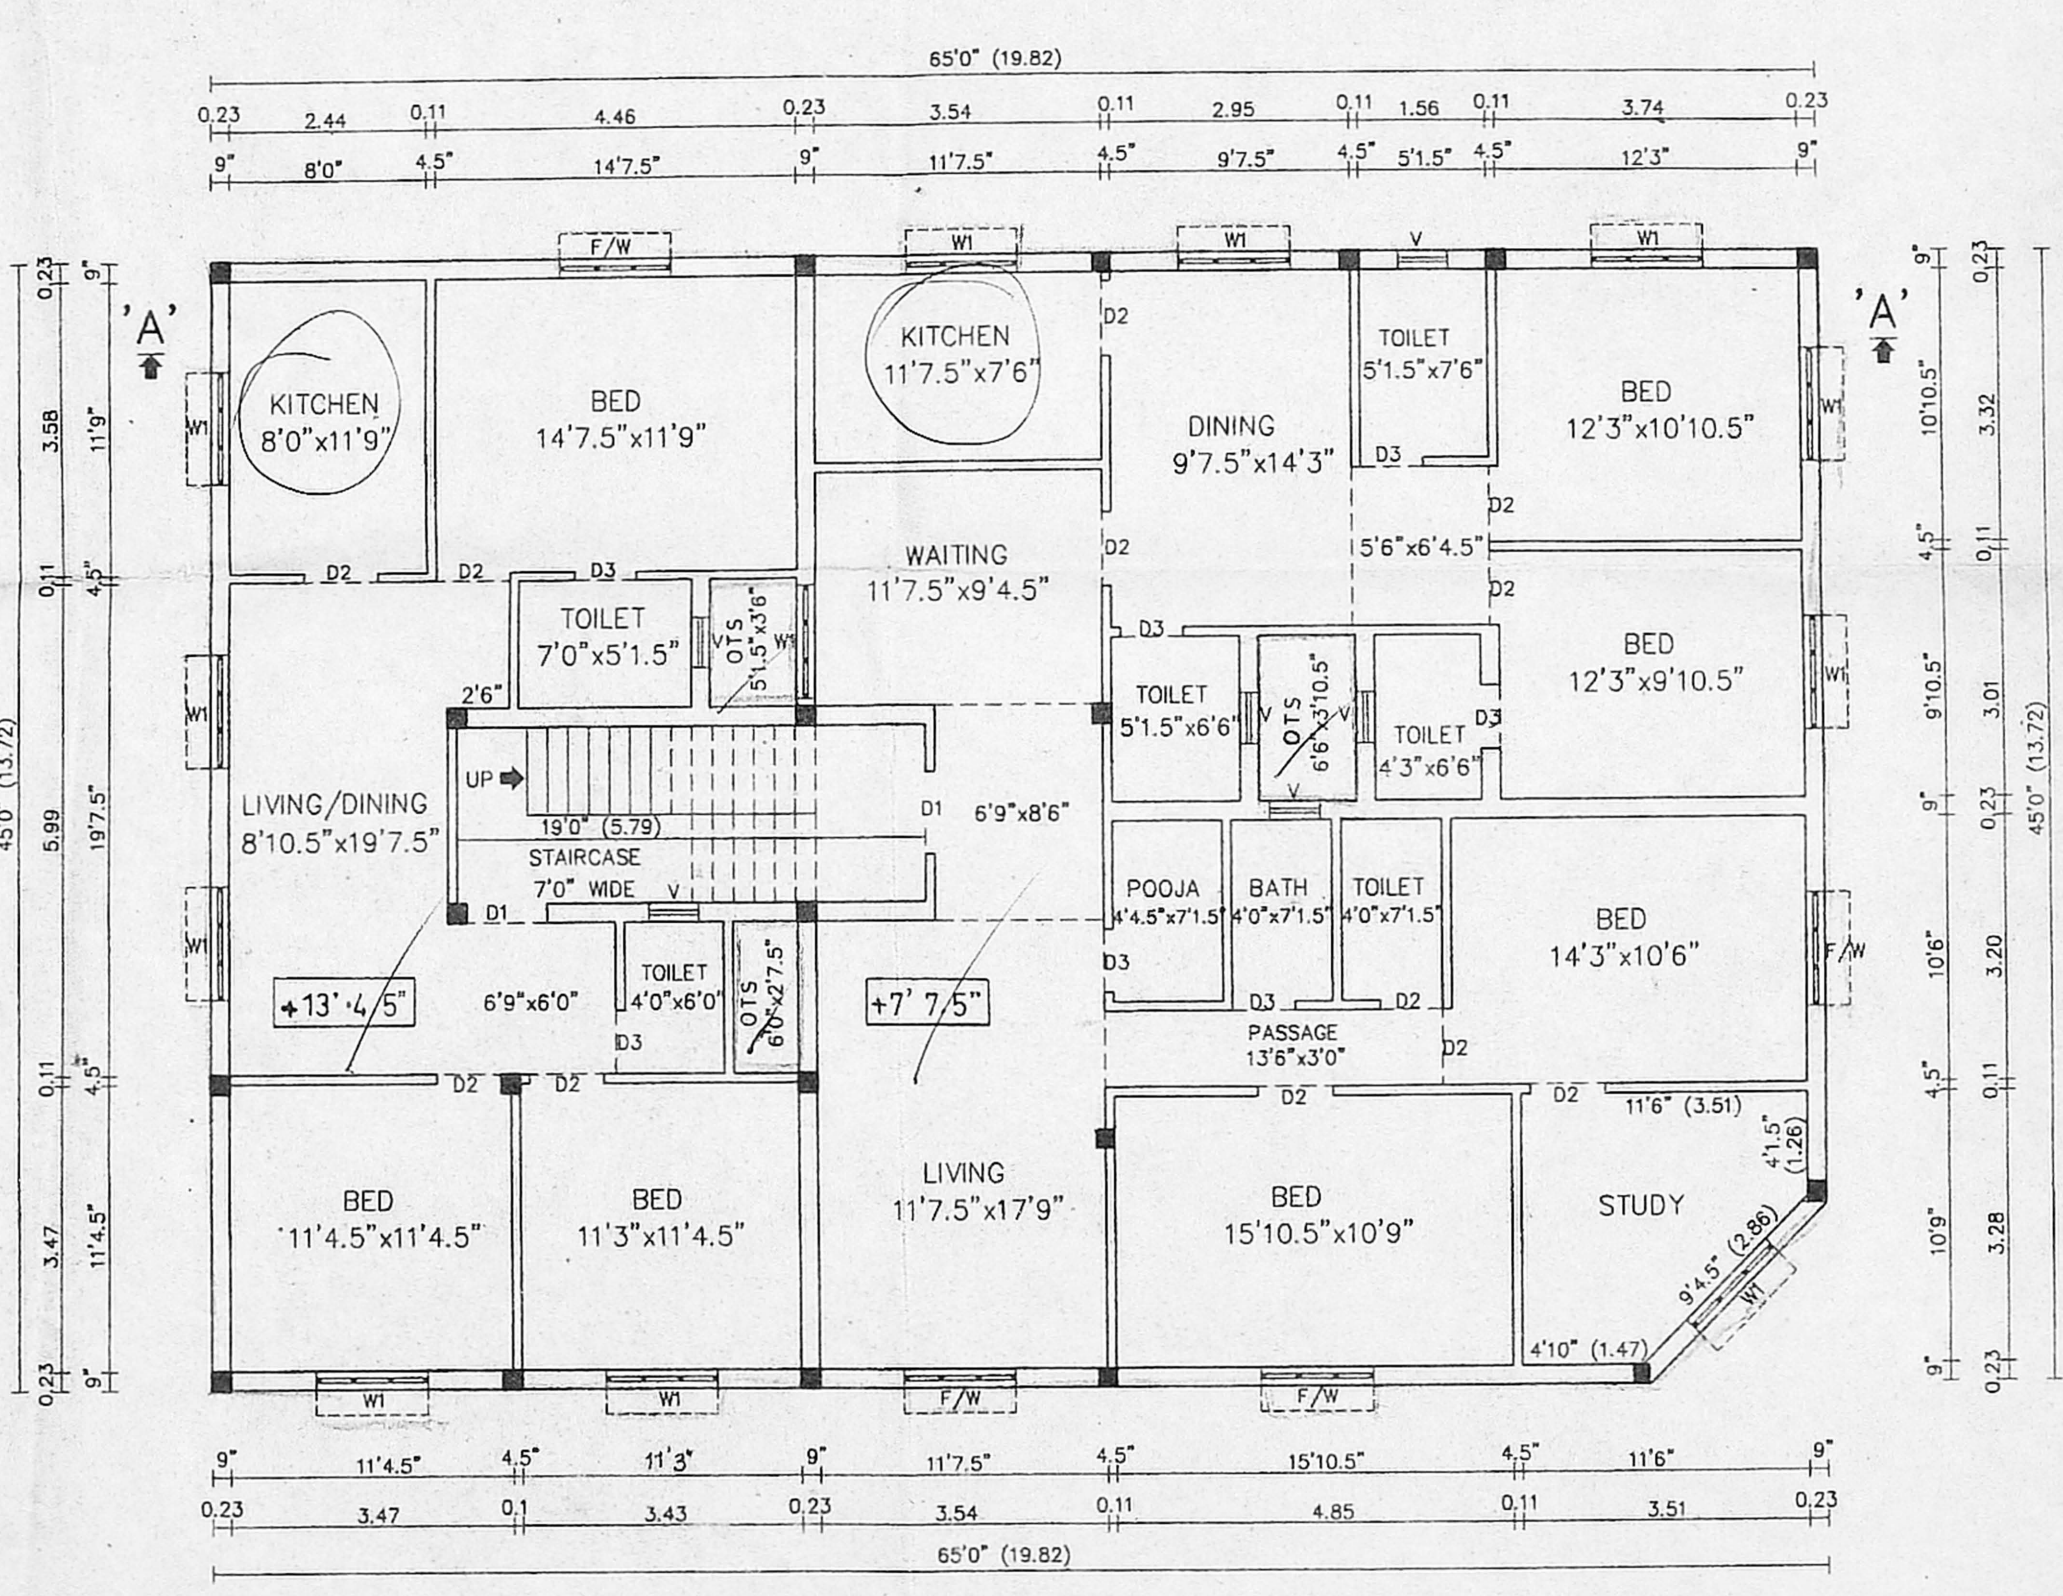 65'0" (19.82)
0.23 2.44 0.11 4.46 0.23 3.54 0.11 2.95 0.11 1.56 0.11 3.74 0.23
9" 8'0" 4.5" 14'7.5" 9" 11'7.5" 4.5" 9'7.5" 4.5" 5'1.5" 4.5" 12'3" 9"
F/W W1 W1 V W1
'A' 'A'
45'0" (13.72)
0.23 3.58 0.11 5.99 0.11 3.47 0.23
9" 11'9" 4.5" 19'7.5" 4.5" 11'4.5" 9"
W1
W1
W1
KITCHEN
8'0"x11'9"
BED
14'7.5"x11'9"
KITCHEN
11'7.5"x7'6"
D2
DINING
9'7.5"x14'3"
TOILET
5'1.5"x7'6"
D3
BED
12'3"x10'10.5"
W1
D2
D2 D2 D3
WAITING
11'7.5"x9'4.5"
D2
5'6"x6'4.5"
D2
TOILET
7'0"x5'1.5"
V
OTS
5'1.5"x3'6"
W1
2'6"
D3
TOILET
5'1.5"x6'6"
V
OTS
6'6"x3'10.5"
V
V
TOILET
4'3"x6'6"
D3
BED
12'3"x9'10.5"
W1
LIVING/DINING
8'10.5"x19'7.5"
UP
19'0" (5.79)
STAIRCASE
7'0" WIDE
V
D1
D1
6'9"x8'6"
POOJA
4'4.5"x7'1.5"
BATH
4'0"x7'1.5"
TOILET
4'0"x7'1.5"
BED
14'3"x10'6"
F/W
D3
D3 D2
+13'·4.5"
6'9"x6'0"
TOILET
4'0"x6'0"
D3
OTS
6'0"x2'7.5"
+7' 7.5"
PASSAGE
13'6"x3'0"
D2
D2 D2 D2 D2
11'6" (3.51)
4'1.5"
(1.26)
BED
11'4.5"x11'4.5"
BED
11'3"x11'4.5"
LIVING
11'7.5"x17'9"
BED
15'10.5"x10'9"
STUDY
9'4.5" (2.86)
W1
4'10" (1.47)
W1 W1 F/W F/W
9" 10'10.5" 4.5" 9'10.5" 9" 10'6" 4.5" 10'9" 9"
0.23 3.32 0.11 3.01 0.23 3.20 0.11 3.28 0.23
45'0" (13.72)
9" 11'4.5" 4.5" 11'3" 9" 11'7.5" 4.5" 15'10.5" 4.5" 11'6" 9"
0.23 3.47 0.1 3.43 0.23 3.54 0.11 4.85 0.11 3.51 0.23
65'0" (19.82)